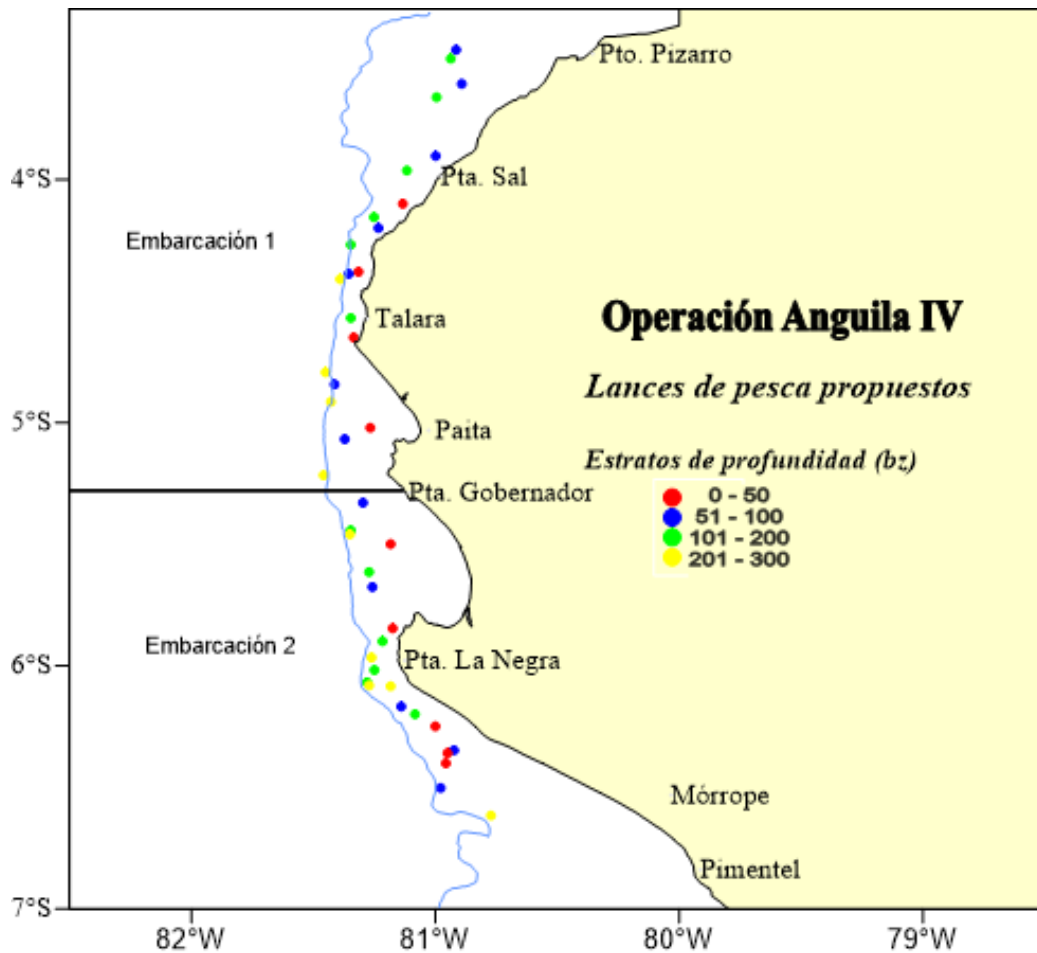 Pto. Pizarro
4°S
Pta. Sal
Embarcación 1
Talara
Operación Anguila IV
Lances de pesca propuestos
5°S
Paita
Estratos de profundidad (bz)
Pta. Gobernador
0 - 50
51 - 100
101 - 200
201 - 300
Embarcación 2
6°S
Pta. La Negra
Mórrope
Pimentel
7°S
82°W
81°W
80°W
79°W